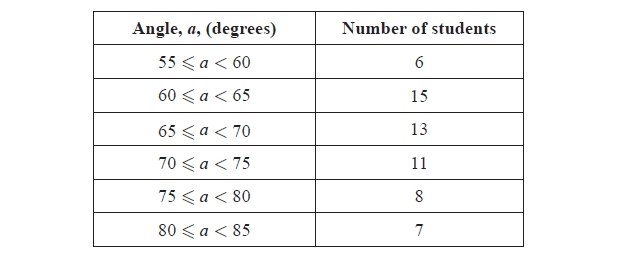 Angle, a, (degrees) Number of students
55 ⩽ a < 60 6
60 ⩽ a < 65 15
65 ⩽ a < 70 13
70 ⩽ a < 75 11
75 ⩽ a < 80 8
80 ⩽ a < 85 7